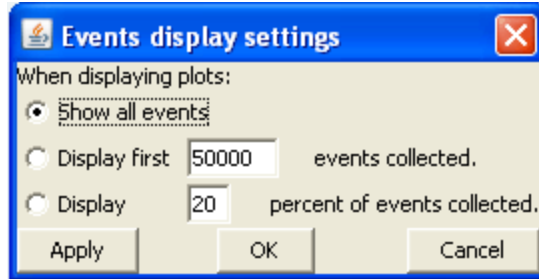 Events display settings
When displaying plots:
Show all events
Display first 50000 events collected.
Display 20 percent of events collected.
Apply OK Cancel